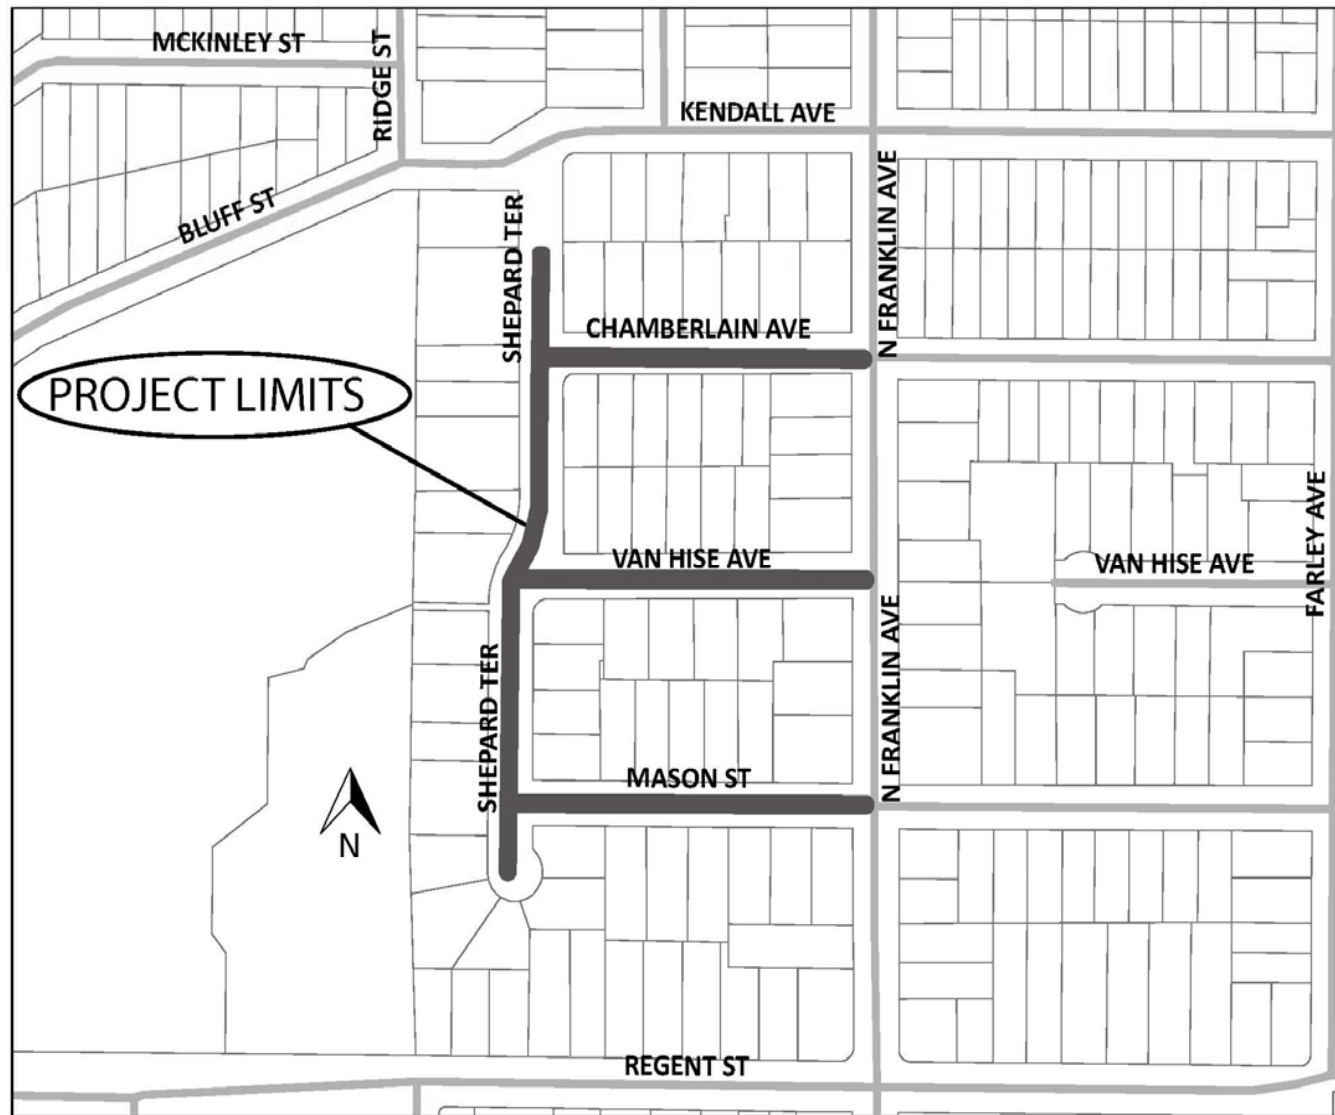 MCKINLEY ST
RIDGE ST
KENDALL AVE
BLUFF ST
SHEPARD TER
N FRANKLIN AVE
CHAMBERLAIN AVE
PROJECT LIMITS
VAN HISE AVE
VAN HISE AVE
FARLEY AVE
SHEPARD TER
N FRANKLIN AVE
MASON ST
N
REGENT ST